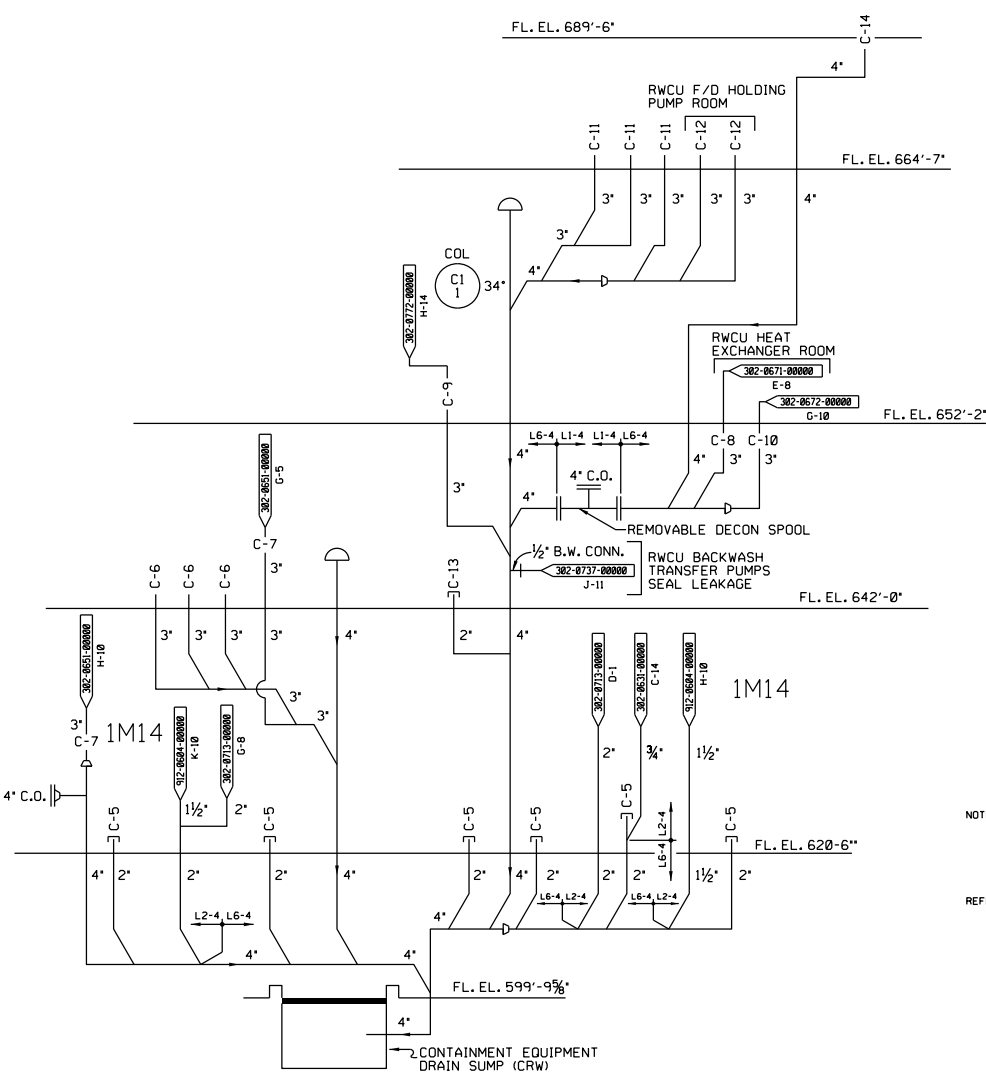 FL. EL. 689'-6"
C-14
4"
RWCU F/D HOLDING
PUMP ROOM
C-11
C-11
C-11
C-12
C-12
FL. EL. 664'-7"
3"
3"
3"
3"
3"
4"
3"
4"
COL
C1
1
34"
302-0772-00000
H-14
RWCU HEAT
EXCHANGER ROOM
302-0671-00000
E-8
302-0672-00000
G-10
C-9
FL. EL. 652'-2"
L6-4
L1-4
L1-4
L6-4
C-8
C-10
4"
3"
4"
3"
3"
302-0651-00000
G-5
4" C.O.
4"
REMOVABLE DECON SPOOL
C-7
1/2" B.W. CONN.
302-0737-00000
J-11
RWCU BACKWASH
TRANSFER PUMPS
SEAL LEAKAGE
C-6
C-6
C-6
3"
C-13
FL. EL. 642'-0"
3"
3"
3"
3"
4"
2"
4"
302-0651-00000
H-10
302-0713-00000
D-1
302-0631-00000
C-14
912-0604-00000
H-10
1M14
3"
3"
3"
C-7
1M14
912-0604-00000
K-10
302-0713-00000
G-8
2"
3/4"
1 1/2"
4" C.O.
1 1/2"
2"
C-5
C-5
C-5
C-5
C-5
L2-4
L6-4
C-5
NOT
FL. EL. 620-6""
4"
2"
2"
4"
2"
4"
2"
2"
2"
1 1/2"
2"
L6-4
L2-4
L6-4
L2-4
REF
L2-4
L6-4
4"
4"
FL. EL. 599'-9 5/8"
4"
CONTAINMENT EQUIPMENT
DRAIN SUMP (CRW)